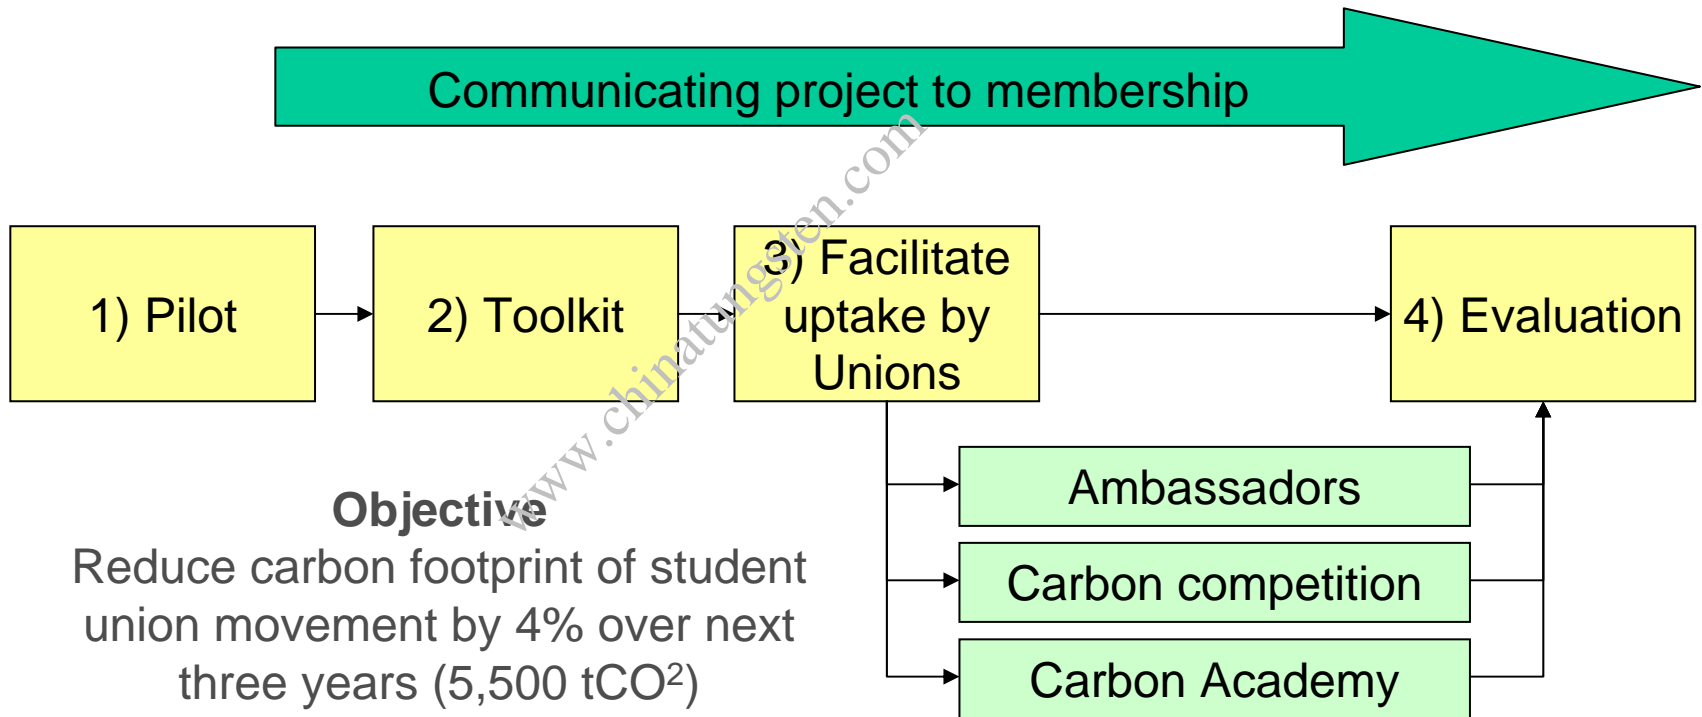 Communicating project to membership
1) Pilot
2) Toolkit
3) Facilitate
uptake by
Unions
4) Evaluation
Ambassadors
Carbon competition
Carbon Academy
Objective
Reduce carbon footprint of student
union movement by 4% over next
three years (5,500 tCO²)
www.chinatungsten.com